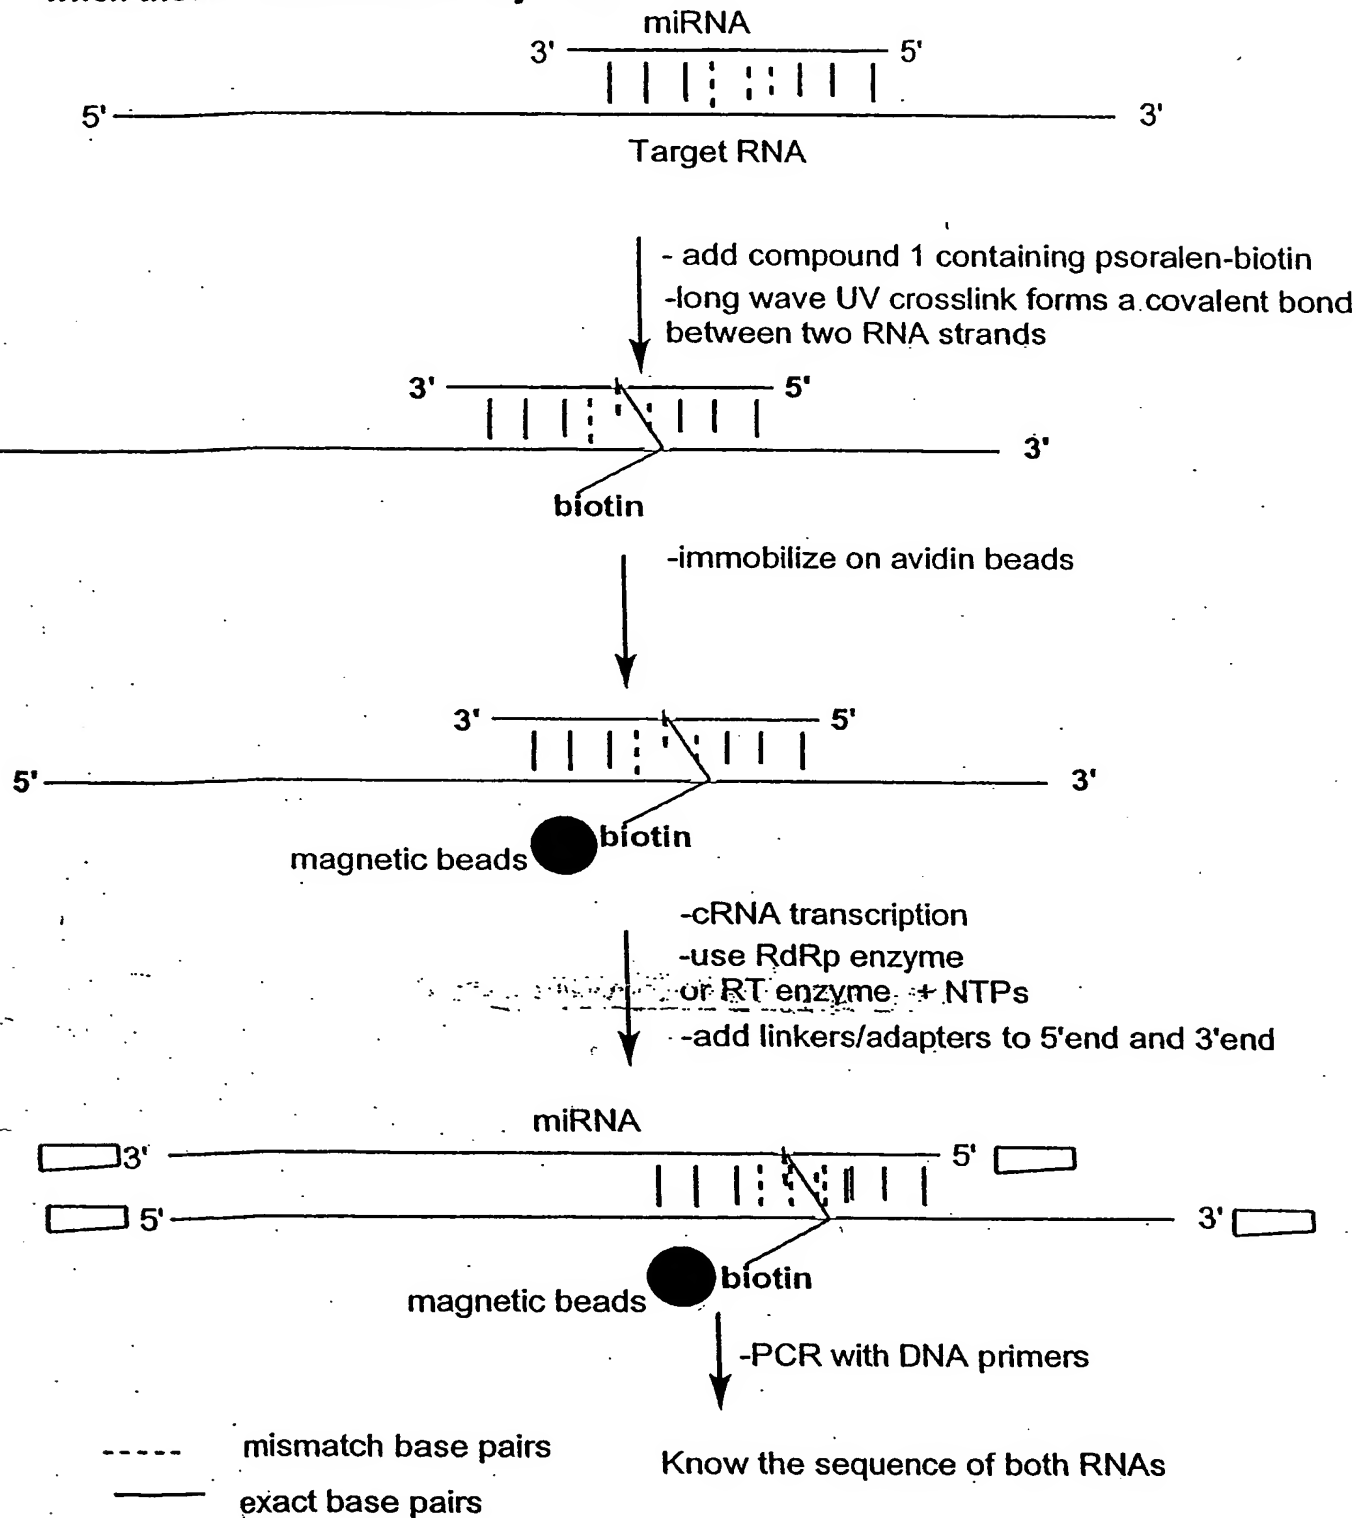 miRNA
3' 5'
5' 3'
Target RNA
- add compound 1 containing psoralen-biotin
-long wave UV crosslink forms a covalent bond
between two RNA strands
3' 5'
3'
biotin
-immobilize on avidin beads
3' 5'
5' 3'
biotin
magnetic beads
-cRNA transcription
-use RdRp enzyme
or RT enzyme + NTPs
-add linkers/adapters to 5'end and 3'end
miRNA
3' 5'
5' 3'
biotin
magnetic beads
-PCR with DNA primers
mismatch base pairs
Know the sequence of both RNAs
exact base pairs